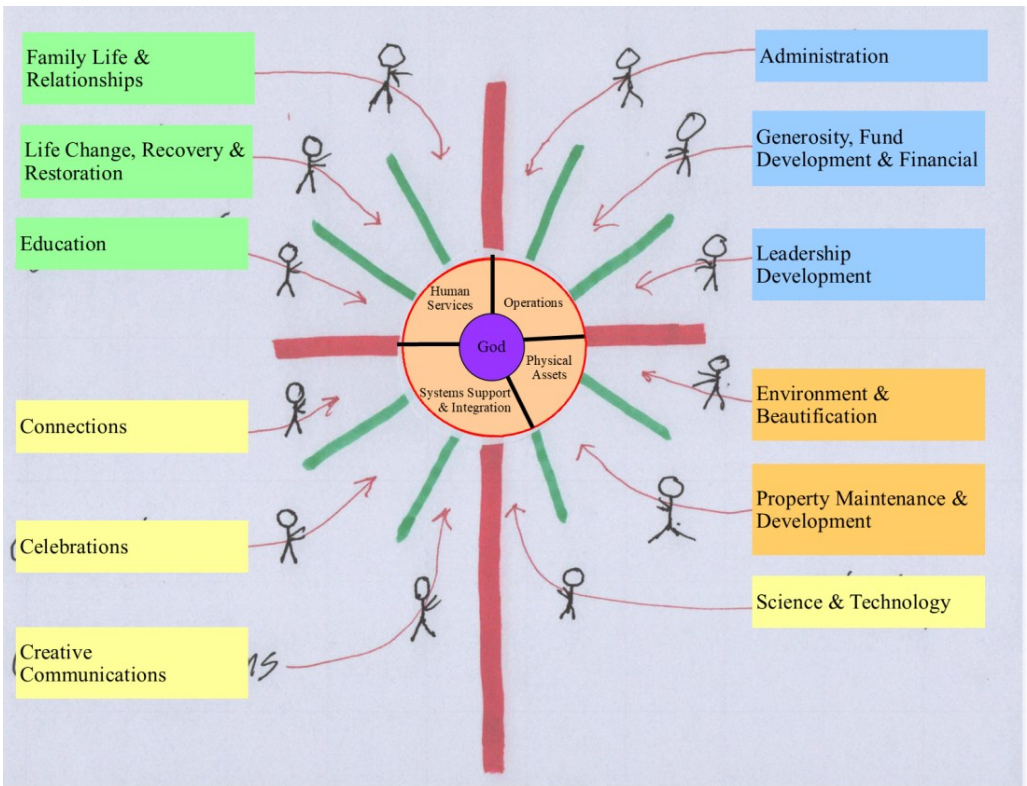 Family Life &
Relationships
Life Change, Recovery &
Restoration
Education
Connections
Celebrations
Creative
Communications
Human
Services
Operations
God
Physical
Assets
Systems Support
& Integration
Administration
Generosity, Fund
Development & Financial
Leadership
Development
Environment &
Beautification
Property Maintenance &
Development
Science & Technology